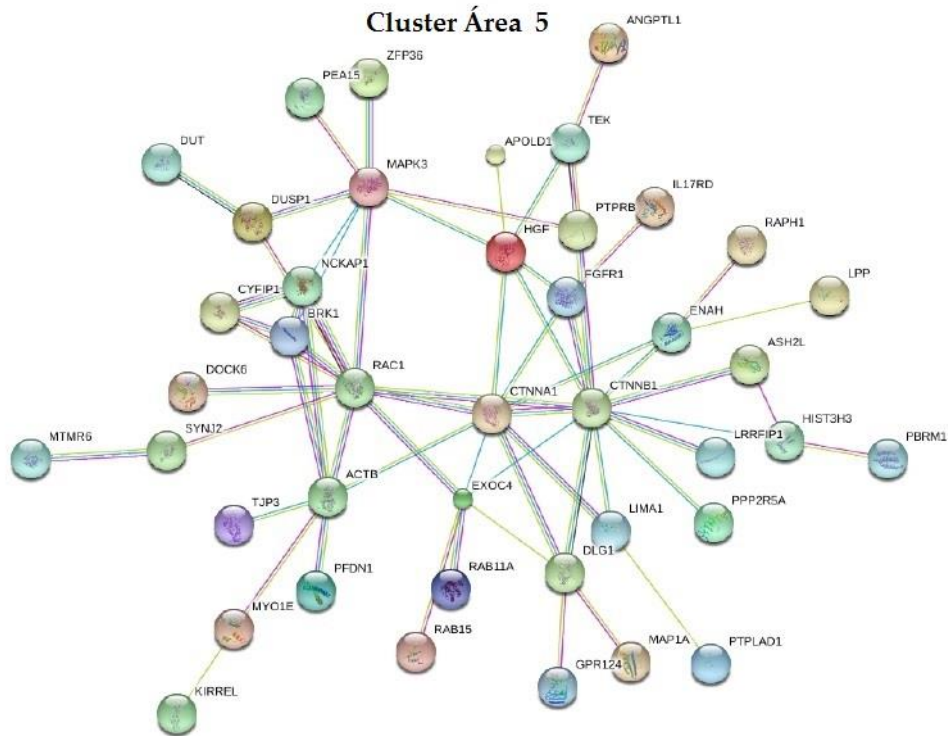 Cluster Área 5
ANGPTL1
ZFP36
PEA15
TEK
APOLD1
DUT
MAPK3
IL17RD
DUSP1
PTPRB
HGF
RAPH1
NCKAP1
FGFR1
LPP
CYFIP1
BRK1
ENAH
ASH2L
RAC1
DOCK6
CTNNA1
CTNNB1
HIST3H3
SYNJ2
LRRFIP1
MTMR6
PBRM1
ACTB
EXOC4
TJP3
LIMA1
PPP2R5A
DLG1
PFDN1
RAB11A
MYO1E
RAB15
MAP1A
PTPLAD1
GPR124
KIRREL